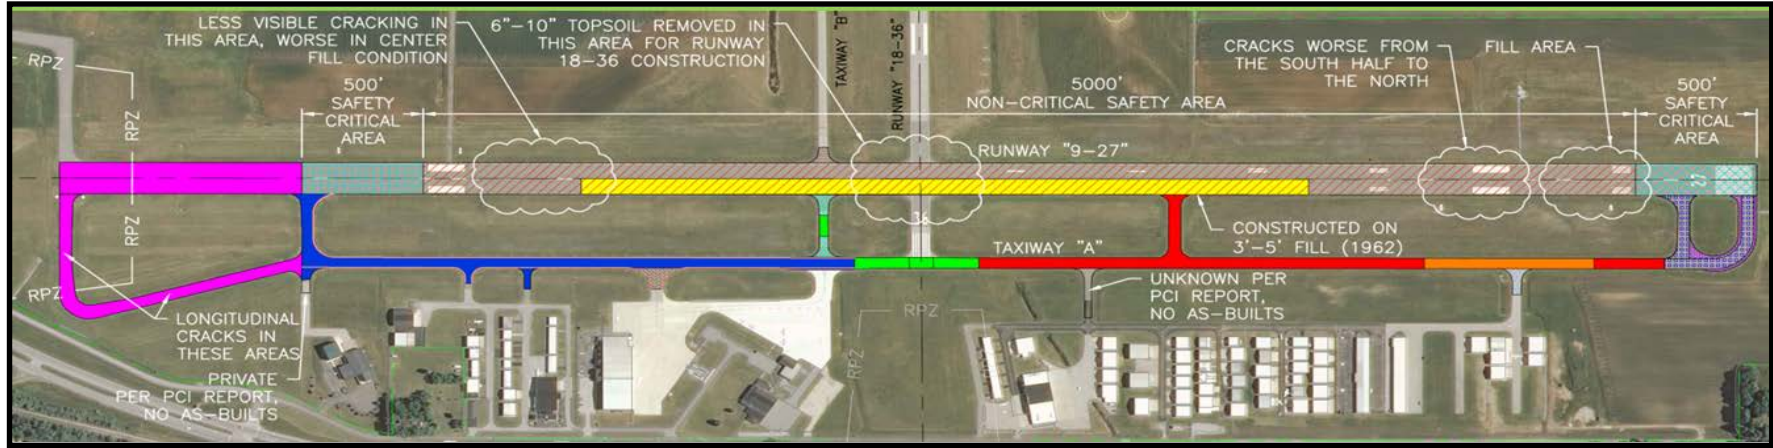 LESS VISIBLE CRACKING IN
THIS AREA, WORSE IN CENTER
FILL CONDITION
6"-10" TOPSOIL REMOVED IN
THIS AREA FOR RUNWAY
18-36 CONSTRUCTION
TAXIWAY "B"
RUNWAY "18-36"
CRACKS WORSE FROM
THE SOUTH HALF TO
THE NORTH
FILL AREA
RPZ
RPZ
RPZ
RPZ
500'
SAFETY
CRITICAL
AREA
5000'
NON-CRITICAL SAFETY AREA
500'
SAFETY
CRITICAL
AREA
RUNWAY "9-27"
27
36
CONSTRUCTED ON
3'-5' FILL (1962)
TAXIWAY "A"
UNKNOWN PER
PCI REPORT,
NO AS-BUILTS
RPZ
RPZ
LONGITUDINAL
CRACKS IN
THESE AREAS
PRIVATE
PER PCI REPORT,
NO AS-BUILTS